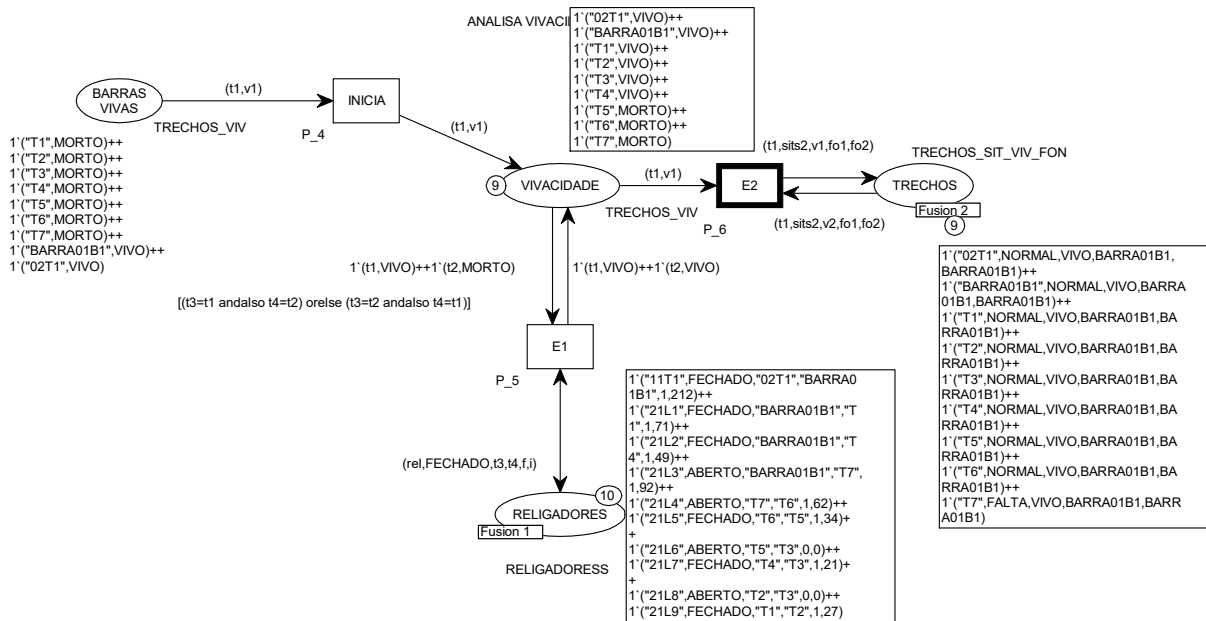 ANALISA VIVACI
1`("02T1",VIVO)++
1`("BARRA01B1",VIVO)++
1`("T1",VIVO)++
1`("T2",VIVO)++
1`("T3",VIVO)++
1`("T4",VIVO)++
1`("T5",MORTO)++
1`("T6",MORTO)++
1`("T7",MORTO)
BARRAS
VIVAS
(t1,v1)
INICIA
TRECHOS_VIV
P_4
1`("T1",MORTO)++
1`("T2",MORTO)++
1`("T3",MORTO)++
1`("T4",MORTO)++
1`("T5",MORTO)++
1`("T6",MORTO)++
1`("T7",MORTO)++
1`("BARRA01B1",VIVO)++
1`("02T1",VIVO)
(t1,v1)
9
VIVACIDADE
(t1,v1)
TRECHOS_VIV
E2
P_6
(t1,sits2,v1,fo1,fo2)
TRECHOS_SIT_VIV_FON
TRECHOS
Fusion 2
9
(t1,sits2,v2,fo1,fo2)
1`(t1,VIVO)++1`(t2,MORTO)
1`(t1,VIVO)++1`(t2,VIVO)
[(t3=t1 andalso t4=t2) orelse (t3=t2 andalso t4=t1)]
E1
P_5
(rel,FECHADO,t3,t4,f,i)
10
RELIGADORES
Fusion 1
RELIGADORESS
1`("11T1",FECHADO,"02T1","BARRA0
1B1",1,212)++
1`("21L1",FECHADO,"BARRA01B1","T
1",1,71)++
1`("21L2",FECHADO,"BARRA01B1","T
4",1,49)++
1`("21L3",ABERTO,"BARRA01B1","T7",
1,92)++
1`("21L4",ABERTO,"T7","T6",1,62)++
1`("21L5",FECHADO,"T6","T5",1,34)+
+
1`("21L6",ABERTO,"T5","T3",0,0)++
1`("21L7",FECHADO,"T4","T3",1,21)+
+
1`("21L8",ABERTO,"T2","T3",0,0)++
1`("21L9",FECHADO,"T1","T2",1,27)
1`("02T1",NORMAL,VIVO,BARRA01B1,
BARRA01B1)++
1`("BARRA01B1",NORMAL,VIVO,BARRA
01B1,BARRA01B1)++
1`("T1",NORMAL,VIVO,BARRA01B1,BA
RRA01B1)++
1`("T2",NORMAL,VIVO,BARRA01B1,BA
RRA01B1)++
1`("T3",NORMAL,VIVO,BARRA01B1,BA
RRA01B1)++
1`("T4",NORMAL,VIVO,BARRA01B1,BA
RRA01B1)++
1`("T5",NORMAL,VIVO,BARRA01B1,BA
RRA01B1)++
1`("T6",NORMAL,VIVO,BARRA01B1,BA
RRA01B1)++
1`("T7",FALTA,VIVO,BARRA01B1,BARR
A01B1)